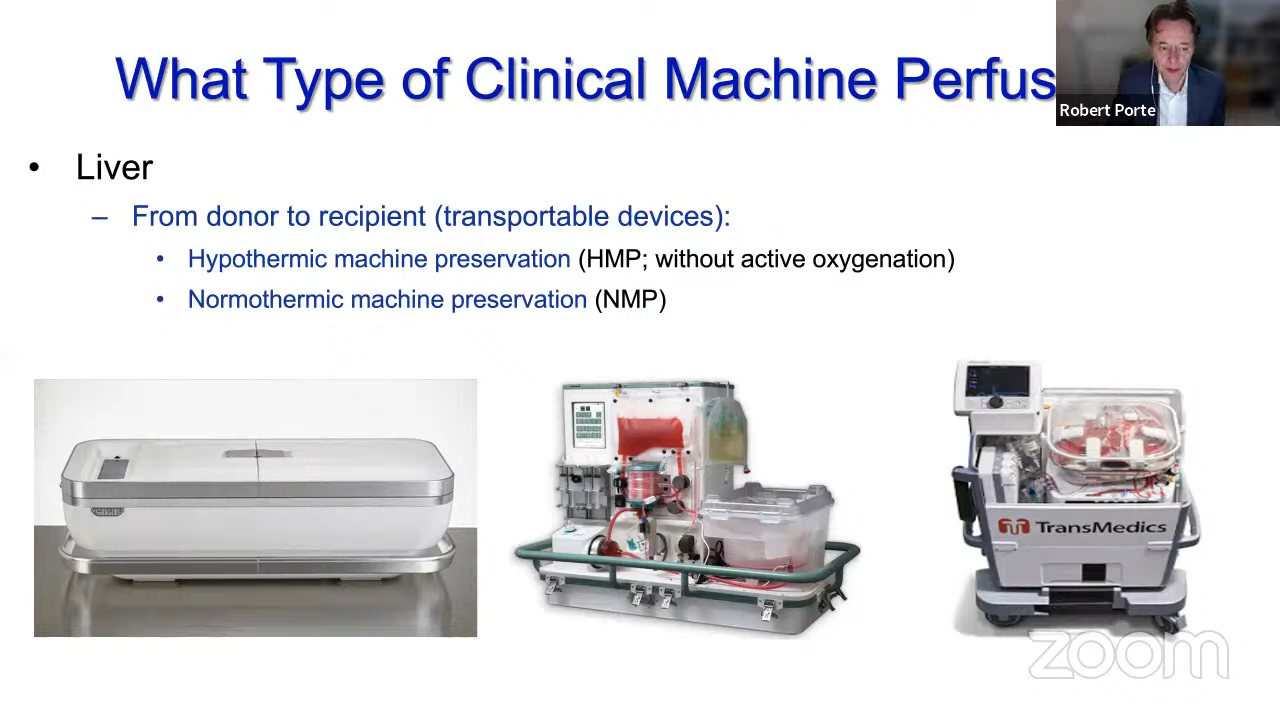 What Type of Clinical Machine Perfus
Robert Porte
• Liver
– From donor to recipient (transportable devices):
• Hypothermic machine preservation (HMP; without active oxygenation)
• Normothermic machine preservation (NMP)
TransMedics
zoom